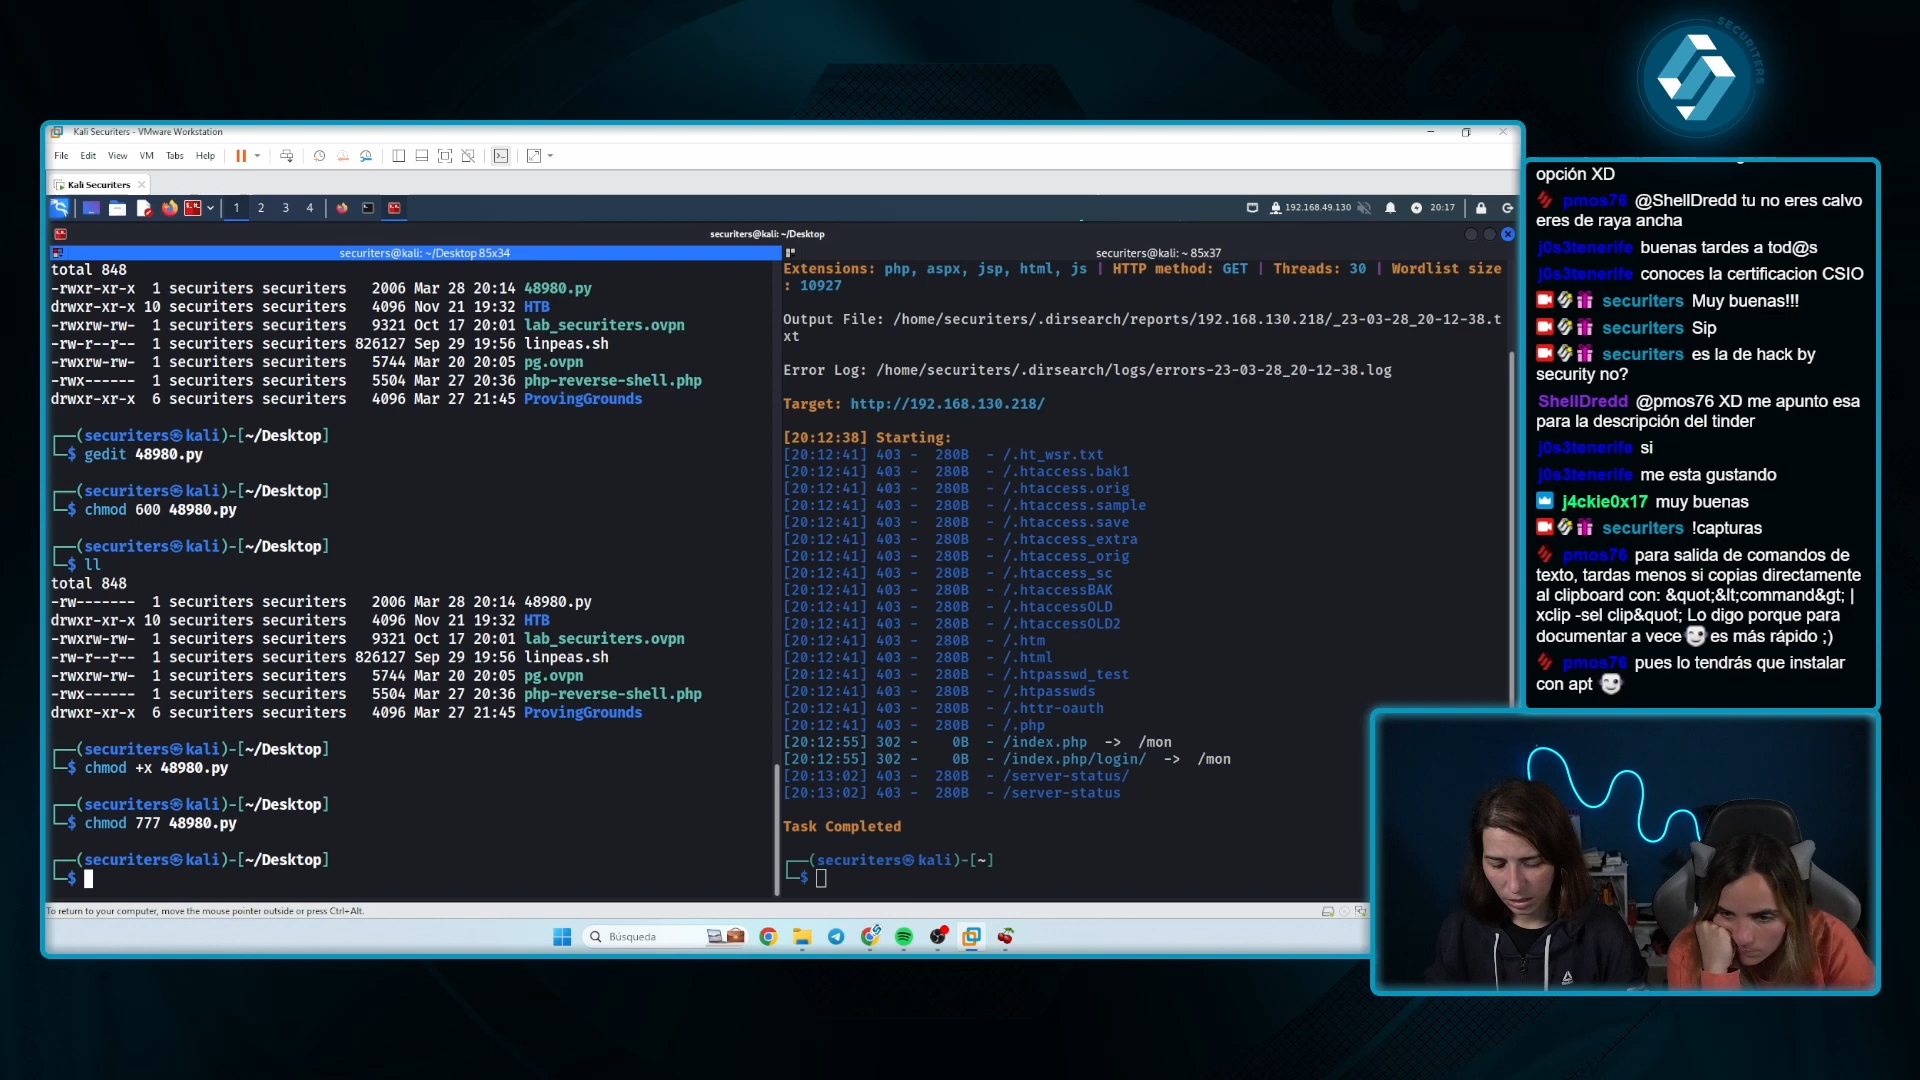 SECURITERS
Kali Securiters - VMware Workstation
File Edit View VM Tabs Help
Kali Securiters
1 2 3 4
192.168.49.130
20:17
securiters@kali: ~/Desktop
securiters@kali: ~/Desktop 85x34
total 848
-rwxr-xr-x 1 securiters securiters 2006 Mar 28 20:14 48980.py
drwxr-xr-x 10 securiters securiters 4096 Nov 21 19:32 HTB
-rwxrw-rw- 1 securiters securiters 9321 Oct 17 20:01 lab_securiters.ovpn
-rw-r--r-- 1 securiters securiters 826127 Sep 29 19:56 linpeas.sh
-rwxrw-rw- 1 securiters securiters 5744 Mar 20 20:05 pg.ovpn
-rwx------ 1 securiters securiters 5504 Mar 27 20:36 php-reverse-shell.php
drwxr-xr-x 6 securiters securiters 4096 Mar 27 21:45 ProvingGrounds
┌──(securiters㉿kali)-[~/Desktop]
└─$ gedit 48980.py
┌──(securiters㉿kali)-[~/Desktop]
└─$ chmod 600 48980.py
┌──(securiters㉿kali)-[~/Desktop]
└─$ ll
total 848
-rw------- 1 securiters securiters 2006 Mar 28 20:14 48980.py
drwxr-xr-x 10 securiters securiters 4096 Nov 21 19:32 HTB
-rwxrw-rw- 1 securiters securiters 9321 Oct 17 20:01 lab_securiters.ovpn
-rw-r--r-- 1 securiters securiters 826127 Sep 29 19:56 linpeas.sh
-rwxrw-rw- 1 securiters securiters 5744 Mar 20 20:05 pg.ovpn
-rwx------ 1 securiters securiters 5504 Mar 27 20:36 php-reverse-shell.php
drwxr-xr-x 6 securiters securiters 4096 Mar 27 21:45 ProvingGrounds
┌──(securiters㉿kali)-[~/Desktop]
└─$ chmod +x 48980.py
┌──(securiters㉿kali)-[~/Desktop]
└─$ chmod 777 48980.py
┌──(securiters㉿kali)-[~/Desktop]
└─$
securiters@kali: ~ 85x37
Extensions: php, aspx, jsp, html, js | HTTP method: GET | Threads: 30 | Wordlist size
: 10927
Output File: /home/securiters/.dirsearch/reports/192.168.130.218/_23-03-28_20-12-38.t
xt
Error Log: /home/securiters/.dirsearch/logs/errors-23-03-28_20-12-38.log
Target: http://192.168.130.218/
[20:12:38] Starting:
[20:12:41] 403 - 280B - /.ht_wsr.txt
[20:12:41] 403 - 280B - /.htaccess.bak1
[20:12:41] 403 - 280B - /.htaccess.orig
[20:12:41] 403 - 280B - /.htaccess.sample
[20:12:41] 403 - 280B - /.htaccess.save
[20:12:41] 403 - 280B - /.htaccess_extra
[20:12:41] 403 - 280B - /.htaccess_orig
[20:12:41] 403 - 280B - /.htaccess_sc
[20:12:41] 403 - 280B - /.htaccessBAK
[20:12:41] 403 - 280B - /.htaccessOLD
[20:12:41] 403 - 280B - /.htaccessOLD2
[20:12:41] 403 - 280B - /.htm
[20:12:41] 403 - 280B - /.html
[20:12:41] 403 - 280B - /.htpasswd_test
[20:12:41] 403 - 280B - /.htpasswds
[20:12:41] 403 - 280B - /.httr-oauth
[20:12:41] 403 - 280B - /.php
[20:12:55] 302 - 0B - /index.php -> /mon
[20:12:55] 302 - 0B - /index.php/login/ -> /mon
[20:13:02] 403 - 280B - /server-status/
[20:13:02] 403 - 280B - /server-status
Task Completed
┌──(securiters㉿kali)-[~]
└─$
To return to your computer, move the mouse pointer outside or press Ctrl+Alt.
Búsqueda
opción XD
pmos76 @ShellDredd tu no eres calvo
eres de raya ancha
j0s3tenerife buenas tardes a tod@s
j0s3tenerife conoces la certificacion CSIO
securiters Muy buenas!!!
securiters Sip
securiters es la de hack by
security no?
ShellDredd @pmos76 XD me apunto esa
para la descripción del tinder
j0s3tenerife si
j0s3tenerife me esta gustando
j4ckie0x17 muy buenas
securiters !capturas
pmos76 para salida de comandos de
texto, tardas menos si copias directamente
al clipboard con: &quot;&lt;command&gt; |
xclip -sel clip&quot; Lo digo porque para
documentar a vece es más rápido ;)
pmos76 pues lo tendrás que instalar
con apt